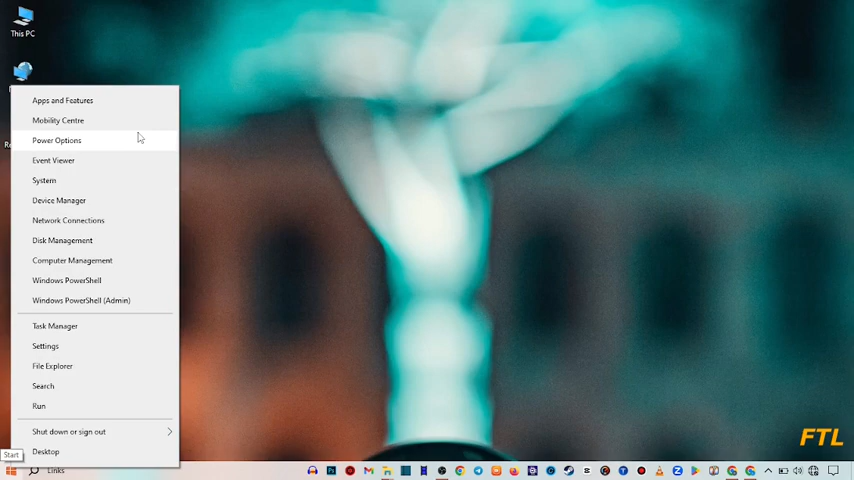 This PC
Apps and Features
Mobility Centre
Power Options
Event Viewer
System
Device Manager
Network Connections
Disk Management
Computer Management
Windows PowerShell
Windows PowerShell (Admin)
Task Manager
Settings
File Explorer
Search
Run
Shut down or sign out
Desktop
Start
Links
FTL